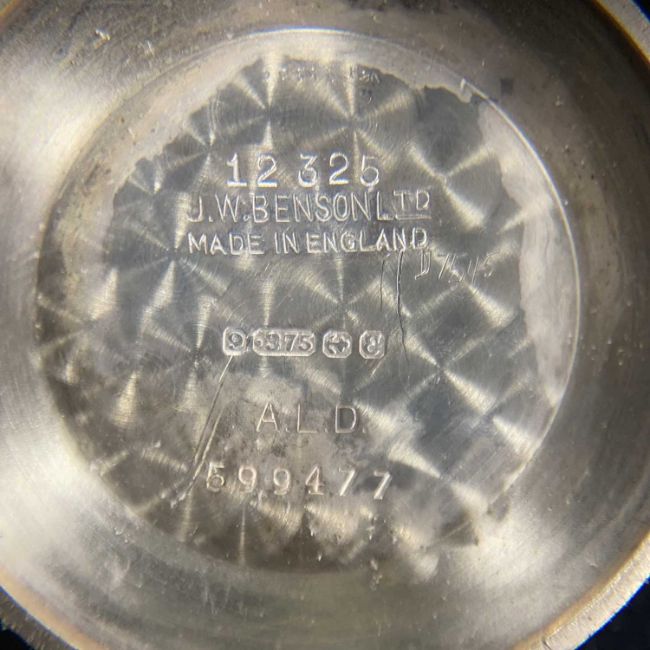 12 325
J.W.BENSON LTD
MADE IN ENGLAND
9 .375
A.L.D.
599477